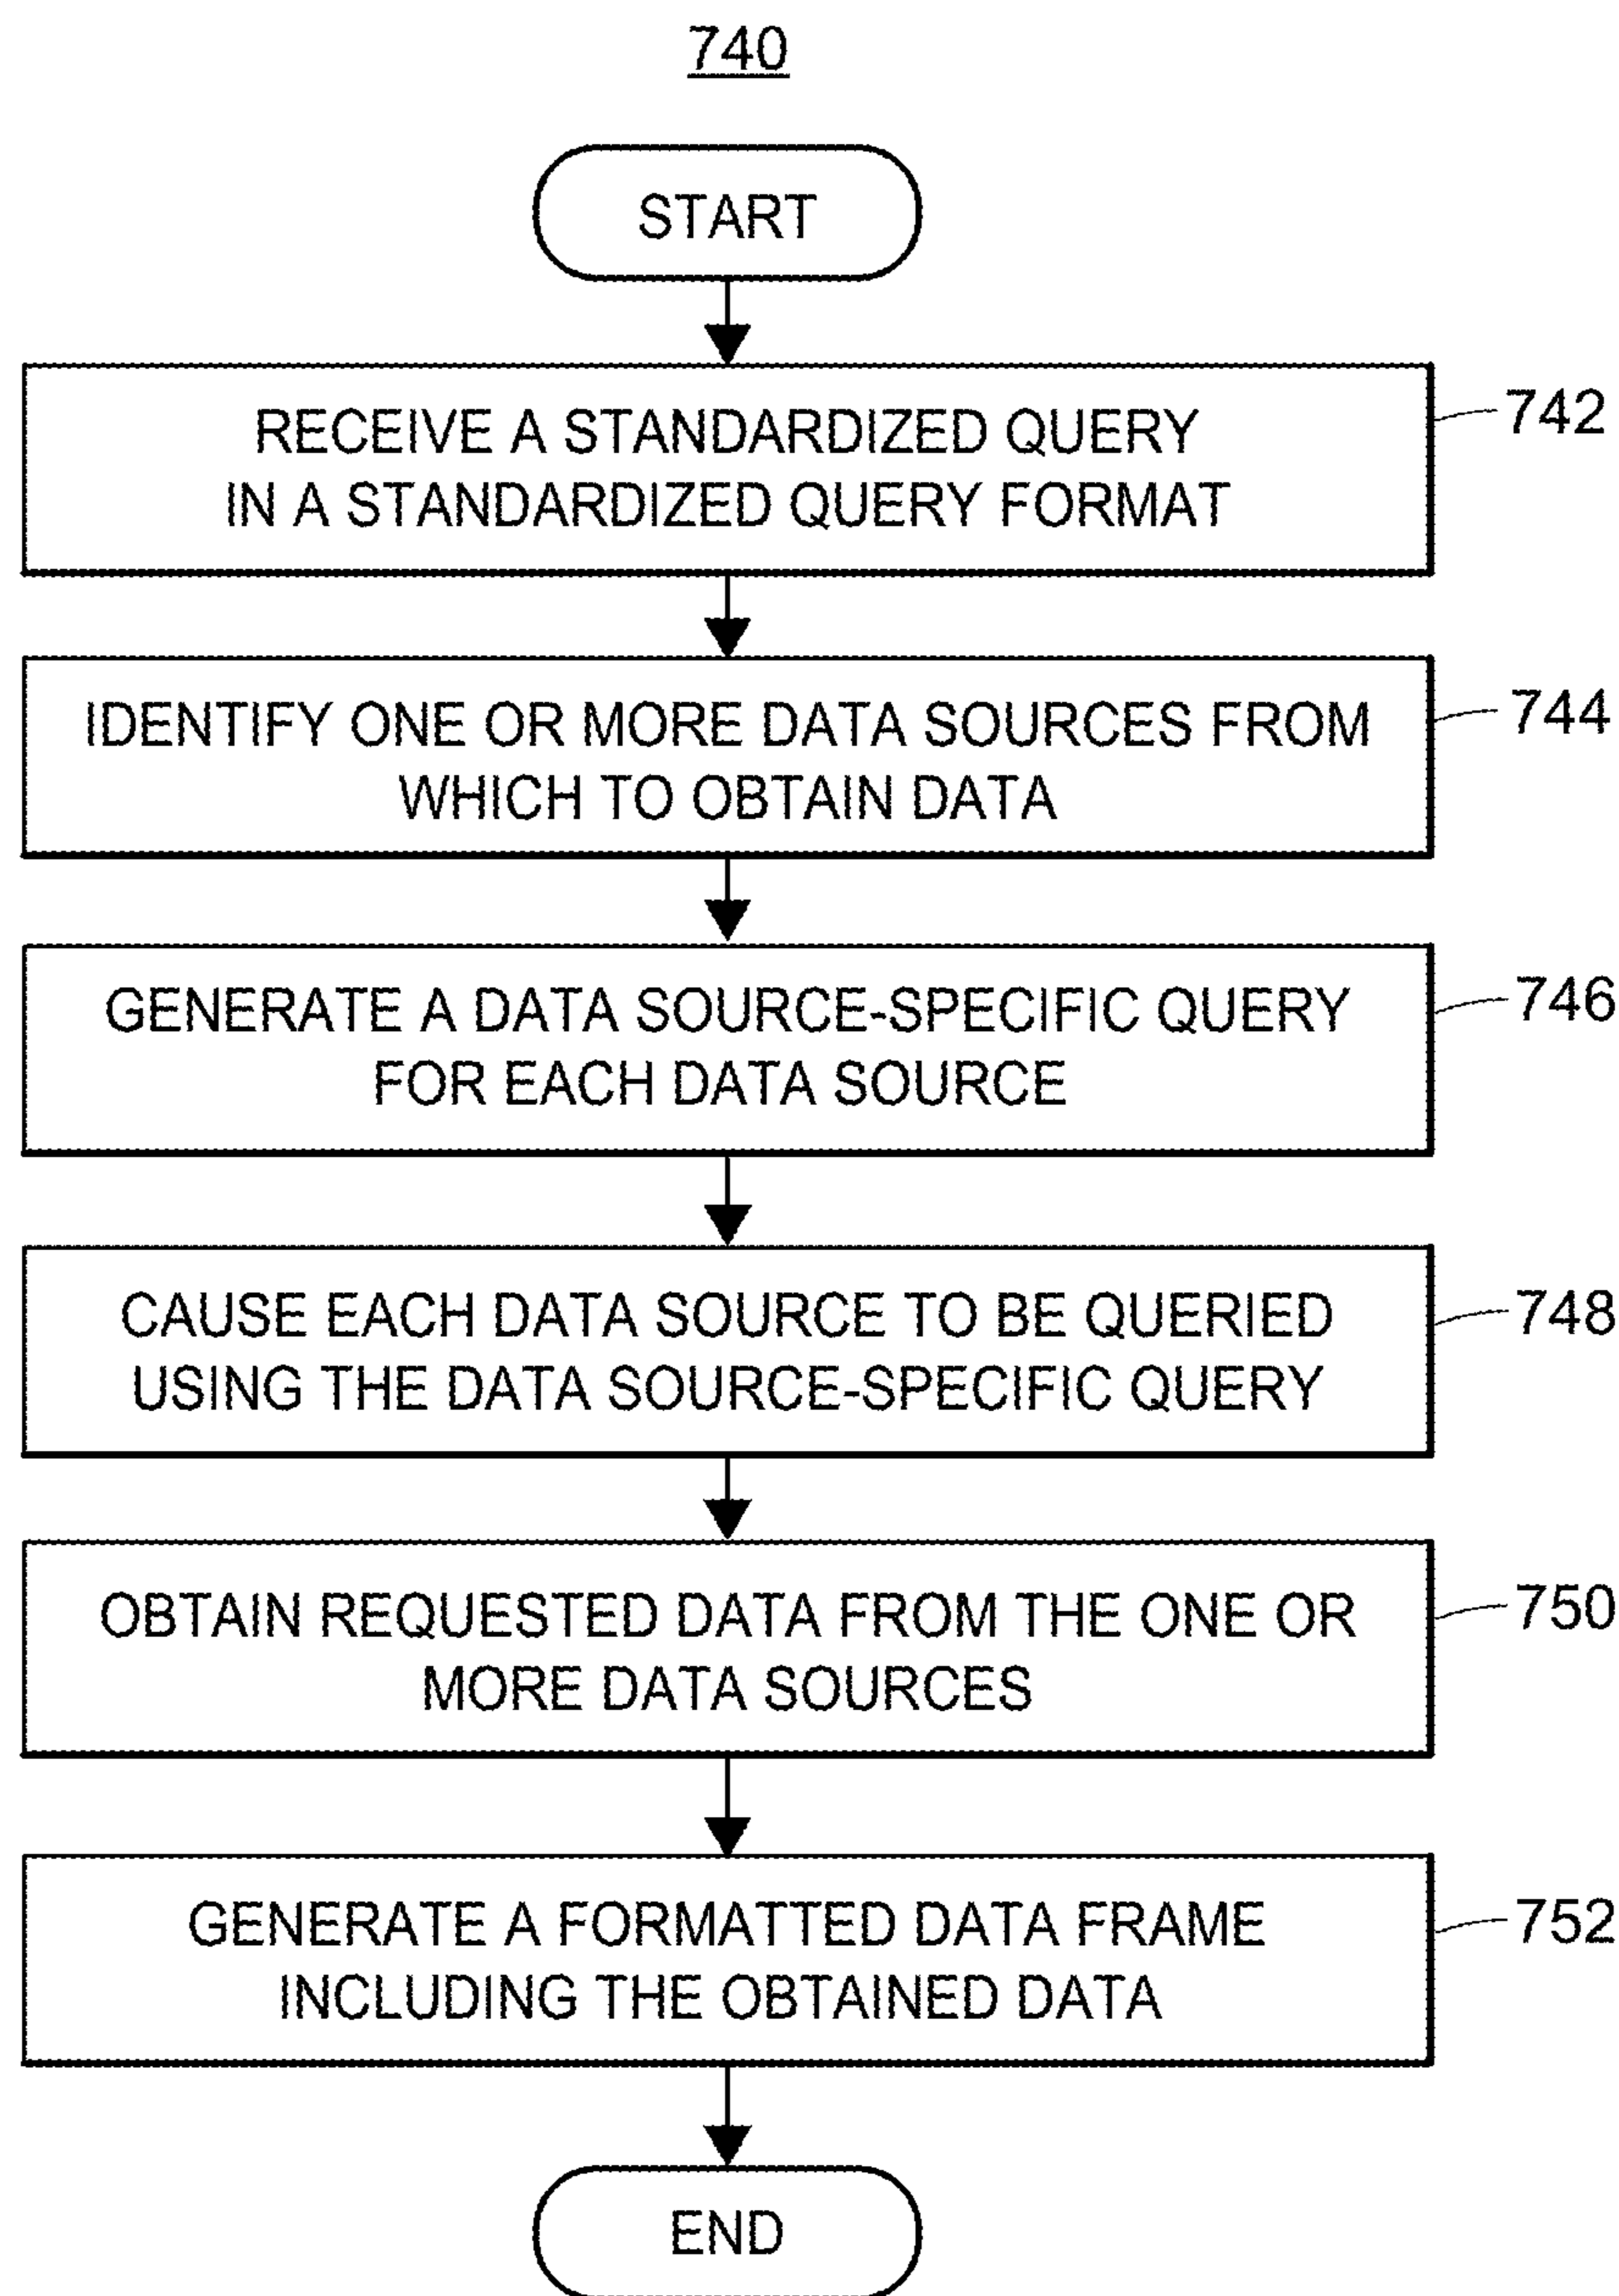 740
START
RECEIVE A STANDARDIZED QUERY
IN A STANDARDIZED QUERY FORMAT
742
IDENTIFY ONE OR MORE DATA SOURCES FROM
WHICH TO OBTAIN DATA
744
GENERATE A DATA SOURCE-SPECIFIC QUERY
FOR EACH DATA SOURCE
746
CAUSE EACH DATA SOURCE TO BE QUERIED
USING THE DATA SOURCE-SPECIFIC QUERY
748
OBTAIN REQUESTED DATA FROM THE ONE OR
MORE DATA SOURCES
750
GENERATE A FORMATTED DATA FRAME
INCLUDING THE OBTAINED DATA
752
END